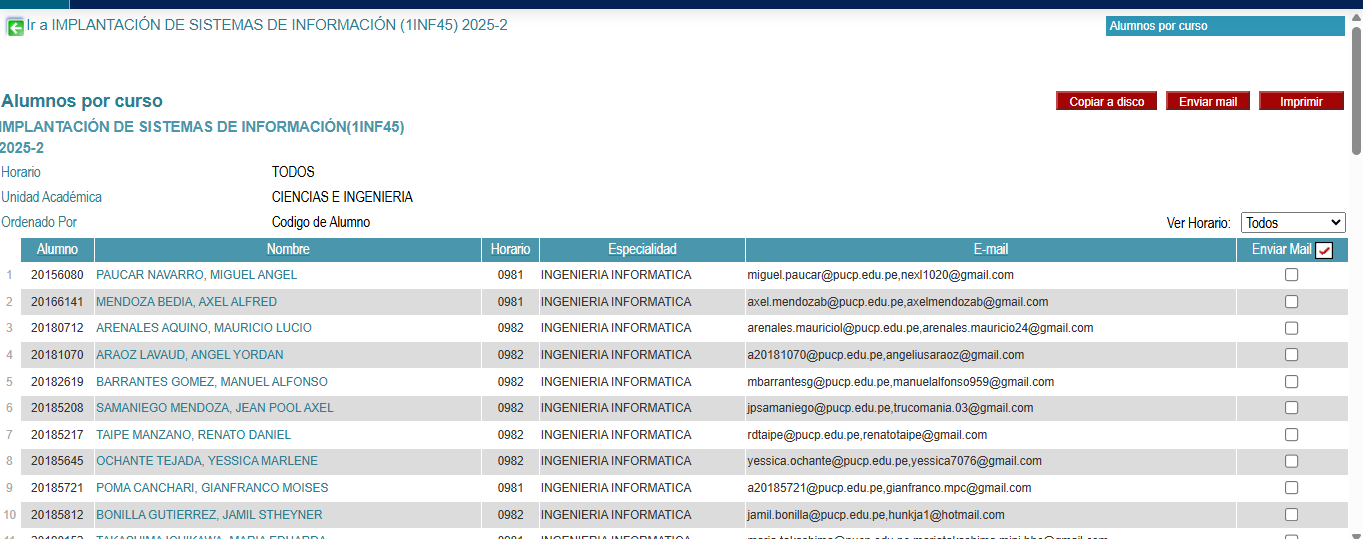 Ir a IMPLANTACIÓN DE SISTEMAS DE INFORMACIÓN (1INF45) 2025-2
Alumnos por curso
Alumnos por curso
Copiar a disco Enviar mail Imprimir
IMPLANTACIÓN DE SISTEMAS DE INFORMACIÓN(1INF45)
2025-2
Horario TODOS
Unidad Académica CIENCIAS E INGENIERIA
Ordenado Por Codigo de Alumno Ver Horario: Todos
Alumno Nombre Horario Especialidad E-mail Enviar Mail
1 20156080 PAUCAR NAVARRO, MIGUEL ANGEL 0981 INGENIERIA INFORMATICA miguel.paucar@pucp.edu.pe,nexl1020@gmail.com
2 20166141 MENDOZA BEDIA, AXEL ALFRED 0981 INGENIERIA INFORMATICA axel.mendozab@pucp.edu.pe,axelmendozab@gmail.com
3 20180712 ARENALES AQUINO, MAURICIO LUCIO 0982 INGENIERIA INFORMATICA arenales.mauriciol@pucp.edu.pe,arenales.mauricio24@gmail.com
4 20181070 ARAOZ LAVAUD, ANGEL YORDAN 0982 INGENIERIA INFORMATICA a20181070@pucp.edu.pe,angeliusaraoz@gmail.com
5 20182619 BARRANTES GOMEZ, MANUEL ALFONSO 0982 INGENIERIA INFORMATICA mbarrantesg@pucp.edu.pe,manuelalfonso959@gmail.com
6 20185208 SAMANIEGO MENDOZA, JEAN POOL AXEL 0982 INGENIERIA INFORMATICA jpsamaniego@pucp.edu.pe,trucomania.03@gmail.com
7 20185217 TAIPE MANZANO, RENATO DANIEL 0982 INGENIERIA INFORMATICA rdtaipe@pucp.edu.pe,renatotaipe@gmail.com
8 20185645 OCHANTE TEJADA, YESSICA MARLENE 0982 INGENIERIA INFORMATICA yessica.ochante@pucp.edu.pe,yessica7076@gmail.com
9 20185721 POMA CANCHARI, GIANFRANCO MOISES 0981 INGENIERIA INFORMATICA a20185721@pucp.edu.pe,gianfranco.mpc@gmail.com
10 20185812 BONILLA GUTIERREZ, JAMIL STHEYNER 0982 INGENIERIA INFORMATICA jamil.bonilla@pucp.edu.pe,hunkja1@hotmail.com